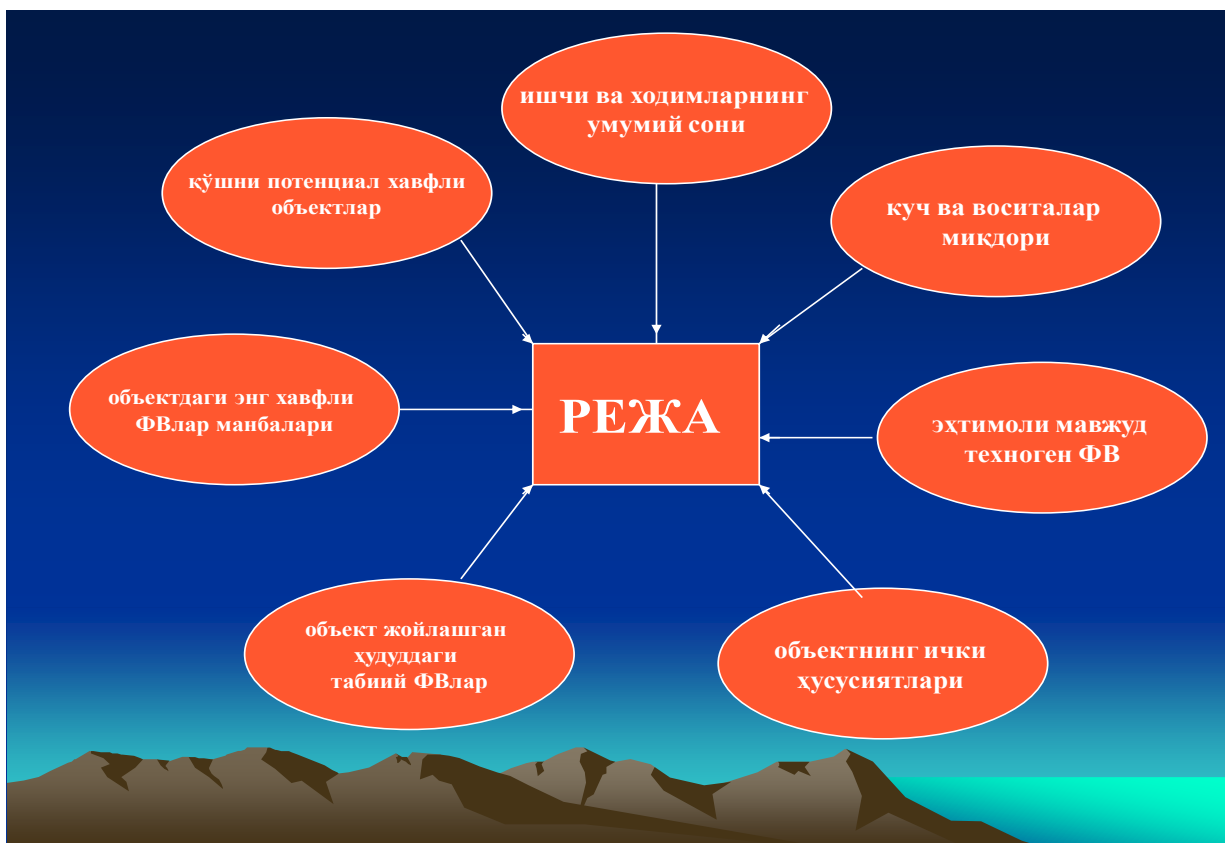 ишчи ва ходимларнинг
умумий сони
қўшни потенциал хавфли
объектлар
куч ва воситалар
миқдори
объектдаги энг хавфли
ФВлар манбалари
РЕЖА
эҳтимоли мавжуд
техноген ФВ
объект жойлашган
ҳудуддаги
табиий ФВлар
объектнинг ички
ҳусусиятлари